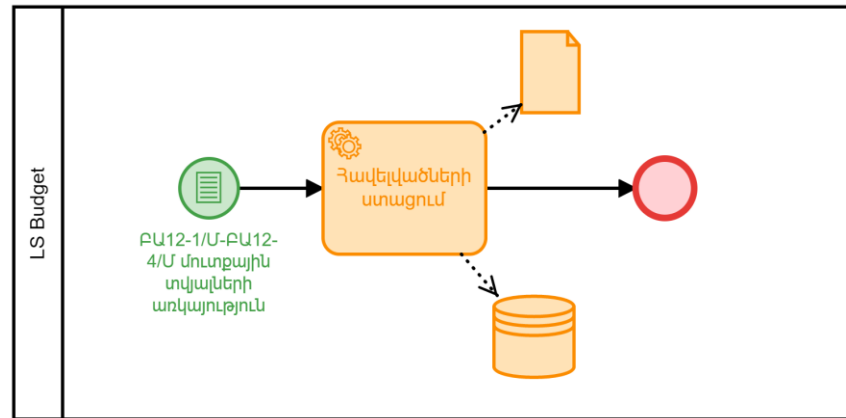 LS Budget
ԲԱ12-1/Մ-ԲԱ12-
4/Մ մուտքային
տվյալների
առկայություն
Հավելվածների
ստացում